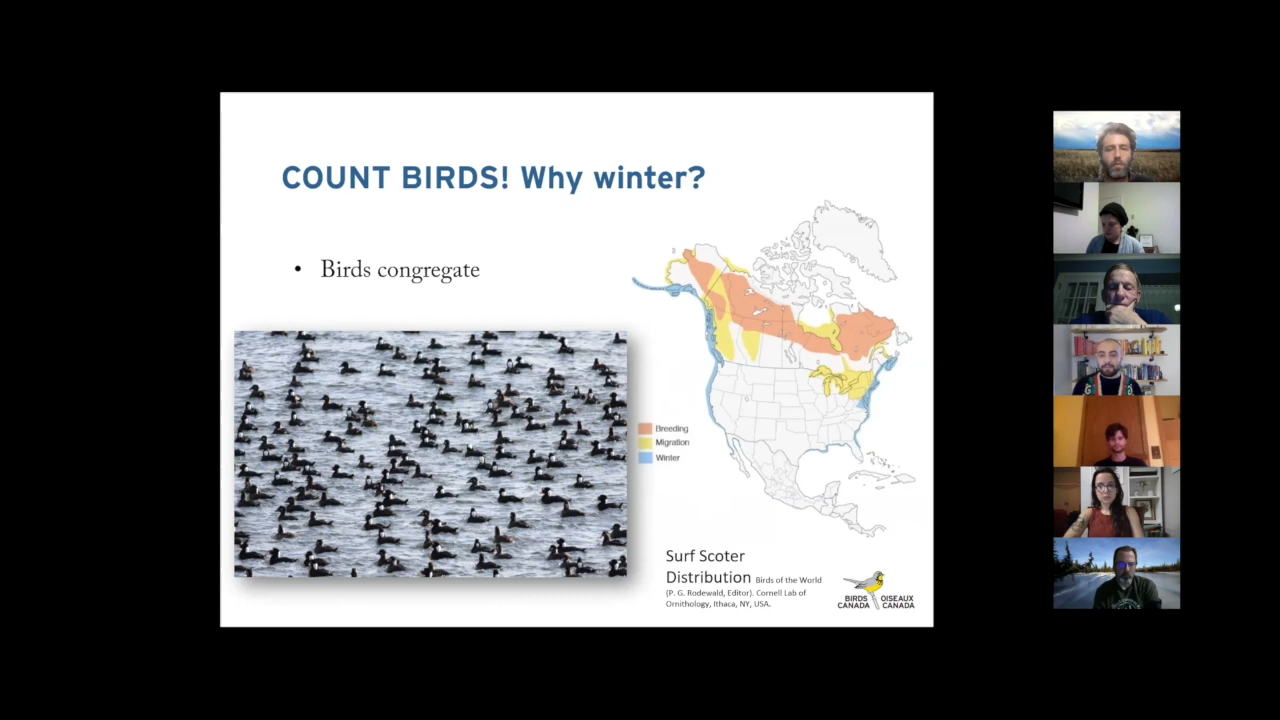 COUNT BIRDS! Why winter?
• Birds congregate
Breeding
Migration
Winter
Surf Scoter
Distribution Birds of the World
(P. G. Rodewald, Editor). Cornell Lab of
Ornithology, Ithaca, NY, USA.
BIRDS OISEAUX
CANADA CANADA